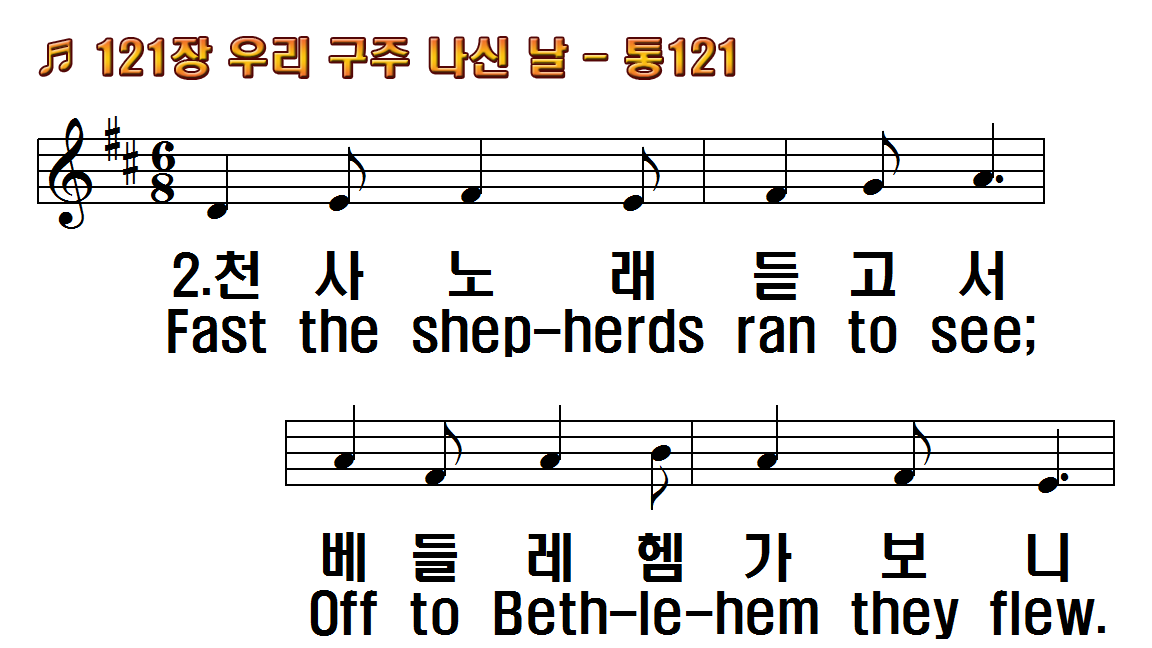 ♬ 121장 우리 구주 나신 날 - 통121
6
8
2.천 사 노 래 듣 고 서
Fast the shep-herds ran to see;
베 들 레 헴 가 보 니
Off to Beth-le-hem they flew.